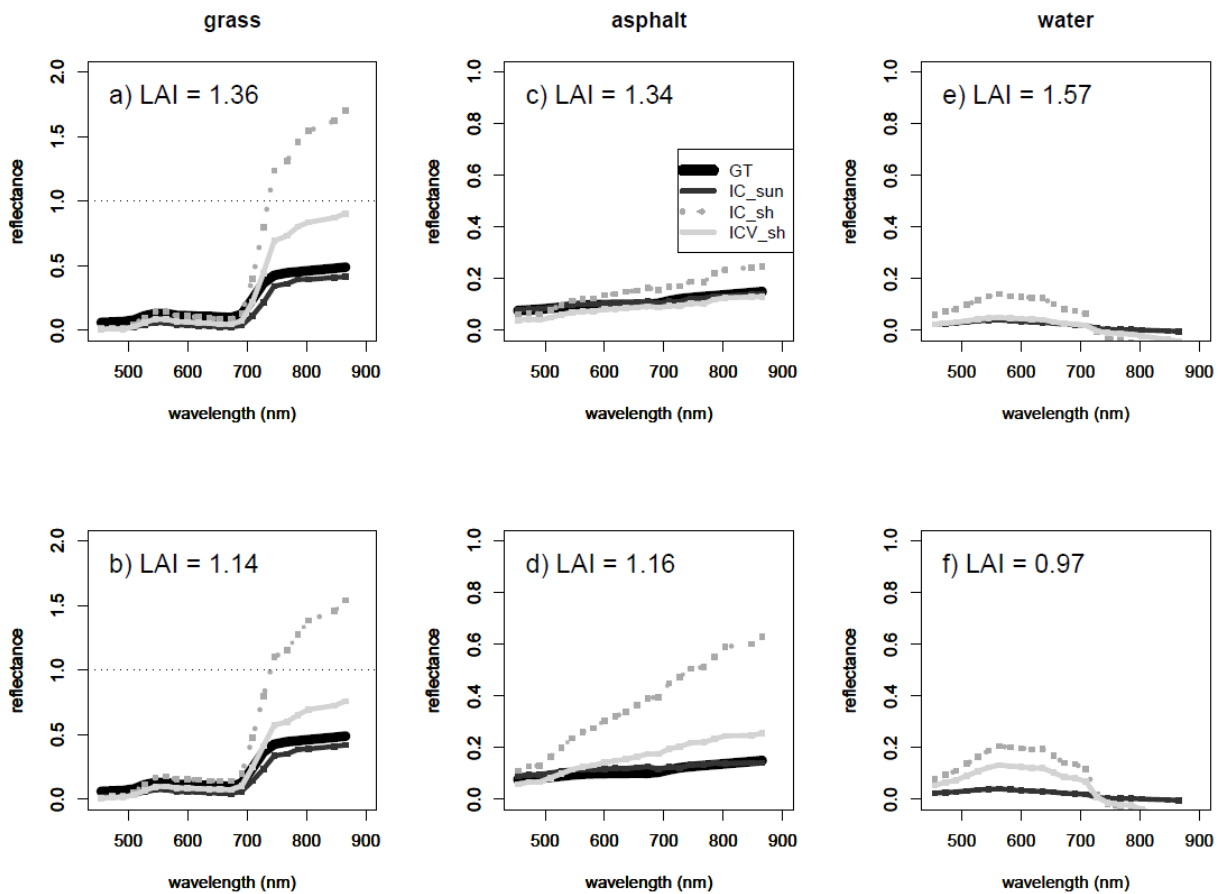 grass
asphalt
water
2.0
1.5
1.0
0.5
0.0
reflectance
a) LAI = 1.36
500 600 700 800 900
wavelength (nm)
1.0
0.8
0.6
0.4
0.2
0.0
reflectance
c) LAI = 1.34
GT
IC_sun
IC_sh
ICV_sh
500 600 700 800 900
wavelength (nm)
1.0
0.8
0.6
0.4
0.2
0.0
reflectance
e) LAI = 1.57
500 600 700 800 900
wavelength (nm)
2.0
1.5
1.0
0.5
0.0
reflectance
b) LAI = 1.14
500 600 700 800 900
wavelength (nm)
1.0
0.8
0.6
0.4
0.2
0.0
reflectance
d) LAI = 1.16
500 600 700 800 900
wavelength (nm)
1.0
0.8
0.6
0.4
0.2
0.0
reflectance
f) LAI = 0.97
500 600 700 800 900
wavelength (nm)